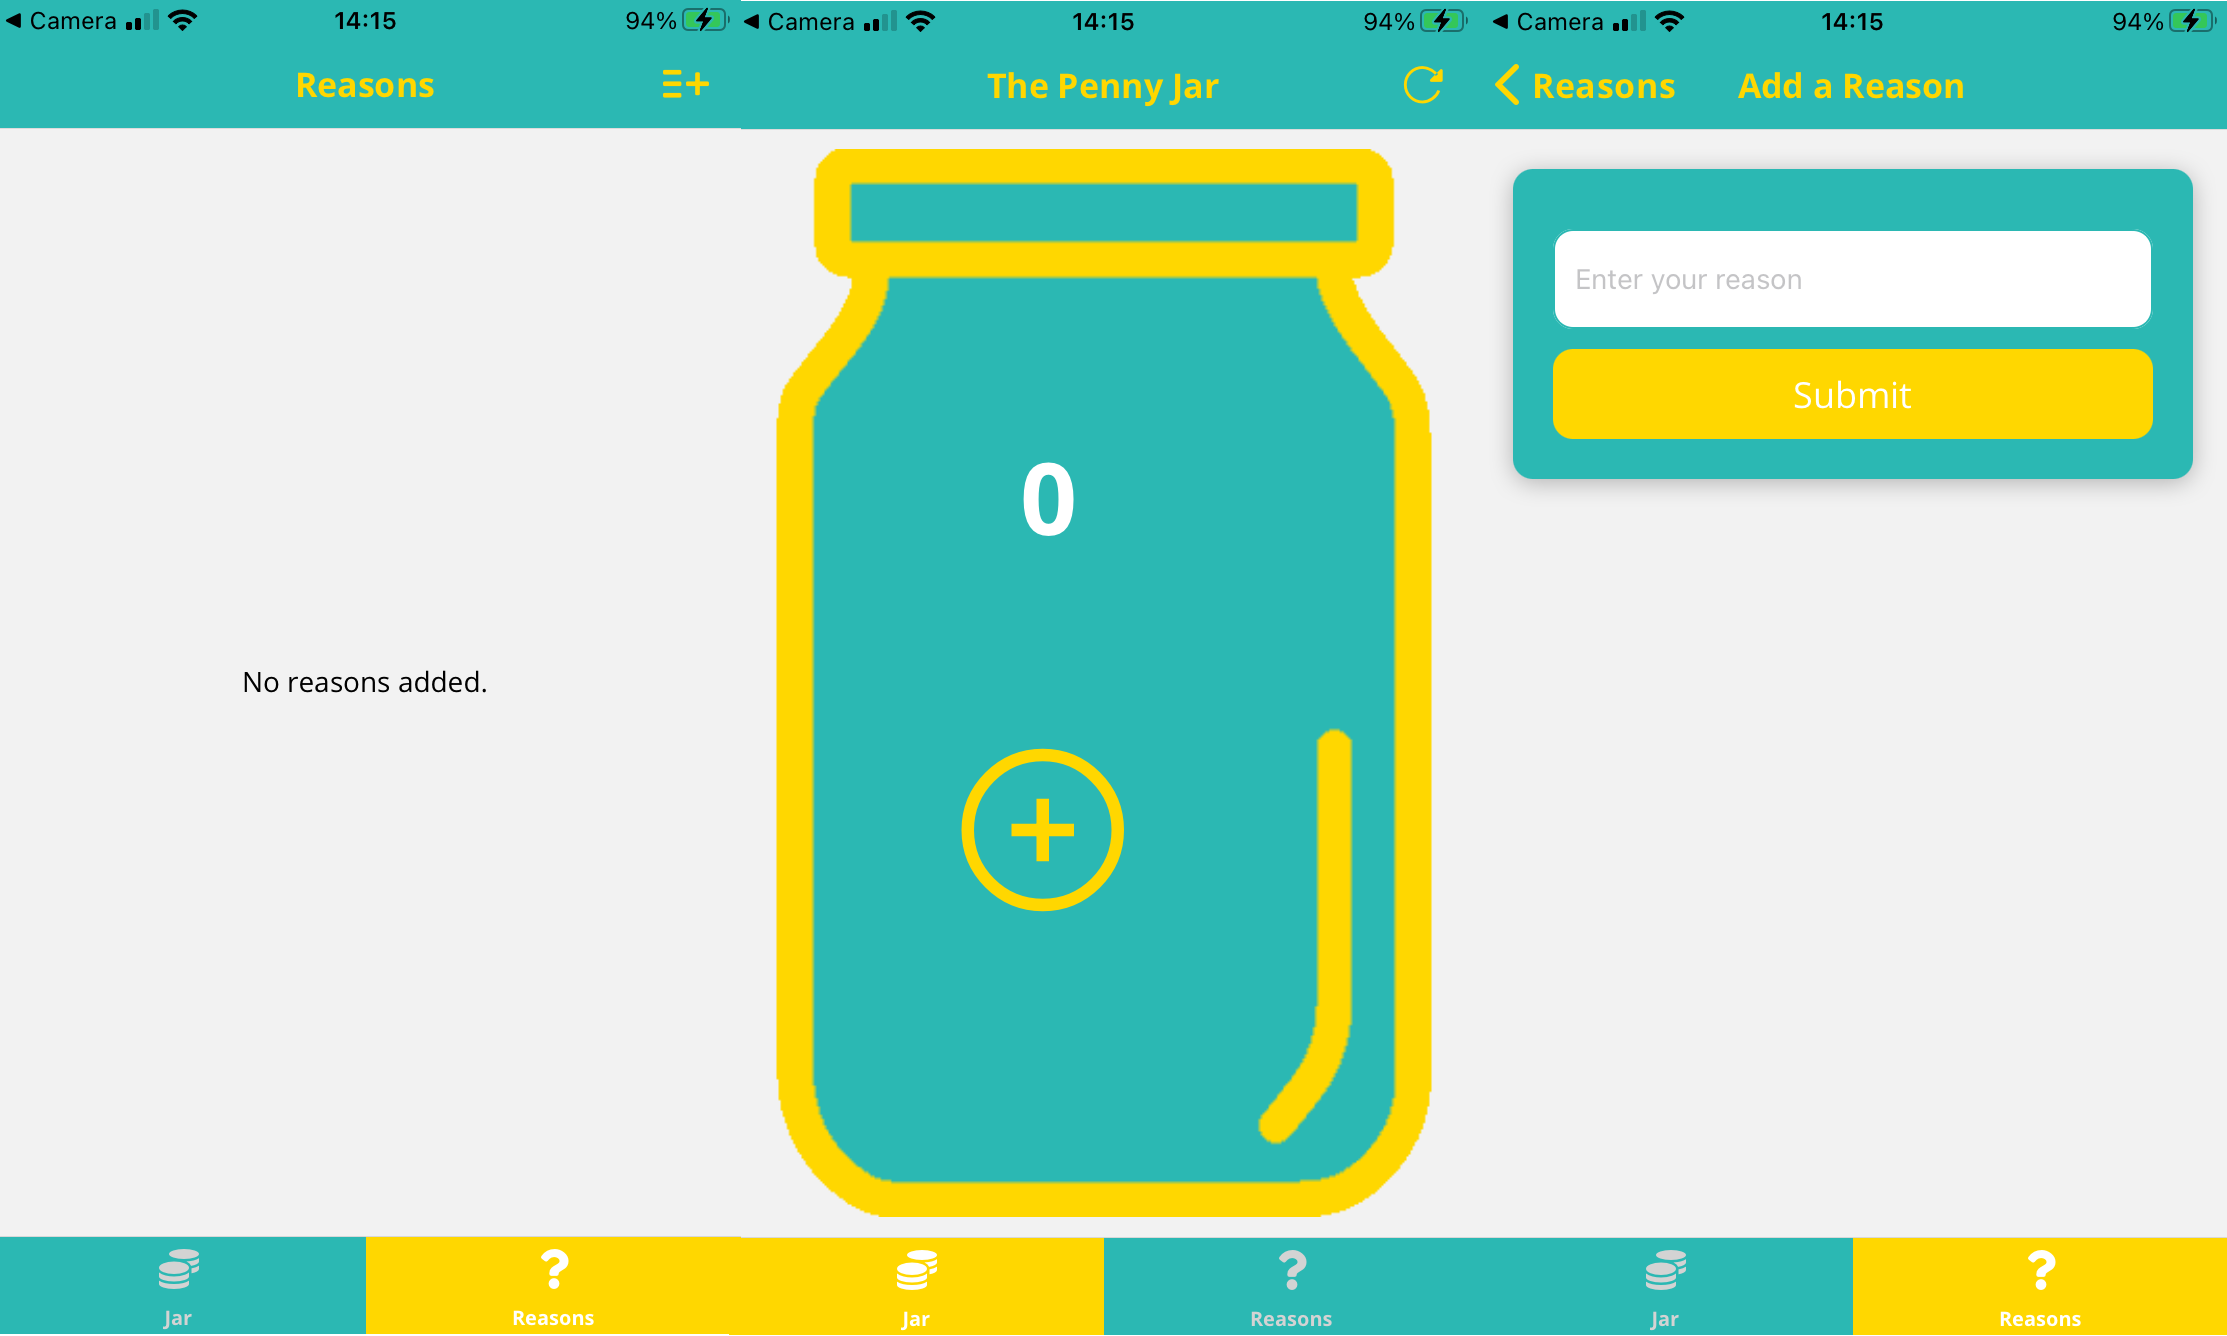 Camera 14:15 94%
Reasons
No reasons added.
Jar Reasons
Camera 14:15 94%
The Penny Jar
0
Jar Reasons
Camera 14:15 94%
Reasons Add a Reason
Enter your reason
Submit
Jar Reasons